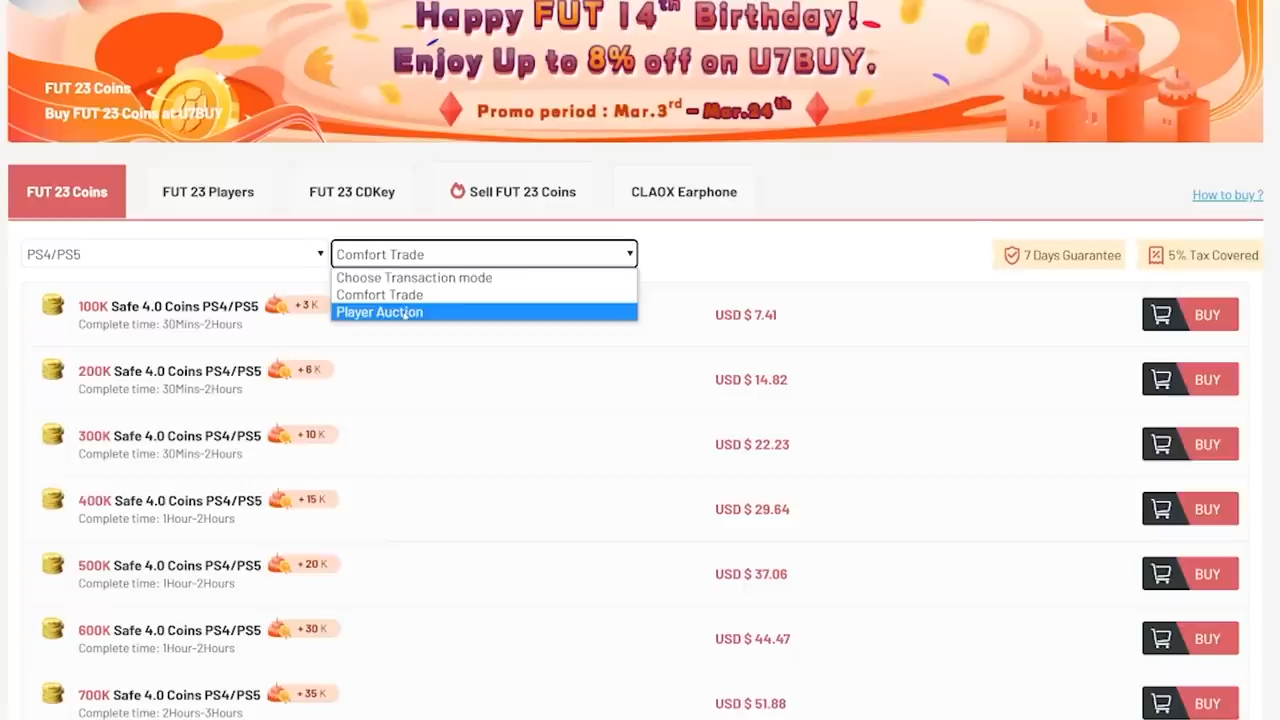 Happy FUT 14th Birthday!
Enjoy Up to 8% off on U7BUY.
FUT 23 Coins
Buy FUT 23 Coins at U7BUY
Promo period : Mar.3rd – Mar.24th
FUT 23 Coins
FUT 23 Players
FUT 23 CDKey
Sell FUT 23 Coins
CLAOX Earphone
How to buy ?
PS4/PS5
Comfort Trade
7 Days Guarantee
5% Tax Covered
Choose Transaction mode
Comfort Trade
Player Auction
100K Safe 4.0 Coins PS4/PS5 + 3 K
Complete time: 30Mins-2Hours
USD $ 7.41
BUY
200K Safe 4.0 Coins PS4/PS5 + 6 K
Complete time: 30Mins-2Hours
USD $ 14.82
BUY
300K Safe 4.0 Coins PS4/PS5 + 10 K
Complete time: 30Mins-2Hours
USD $ 22.23
BUY
400K Safe 4.0 Coins PS4/PS5 + 15 K
Complete time: 1Hour-2Hours
USD $ 29.64
BUY
500K Safe 4.0 Coins PS4/PS5 + 20 K
Complete time: 1Hour-2Hours
USD $ 37.06
BUY
600K Safe 4.0 Coins PS4/PS5 + 30 K
Complete time: 1Hour-2Hours
USD $ 44.47
BUY
700K Safe 4.0 Coins PS4/PS5 + 35 K
Complete time: 2Hours-3Hours
USD $ 51.88
BUY